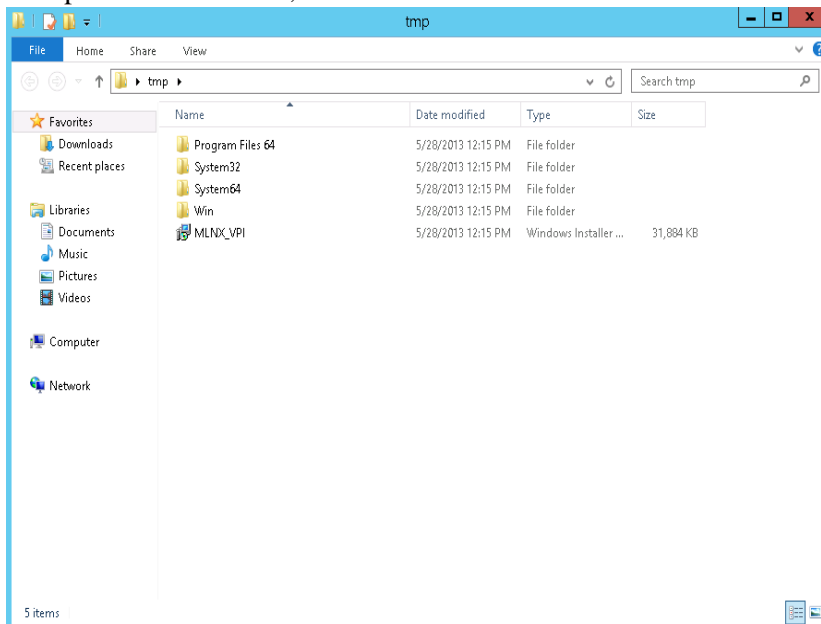 tmp
File Home Share View
tmp Search tmp
Name Date modified Type Size
Favorites
Downloads
Recent places
Libraries
Documents
Music
Pictures
Videos
Computer
Network
Program Files 64 5/28/2013 12:15 PM File folder
System32 5/28/2013 12:15 PM File folder
System64 5/28/2013 12:15 PM File folder
Win 5/28/2013 12:15 PM File folder
MLNX_VPI 5/28/2013 12:15 PM Windows Installer ... 31,884 KB
5 items